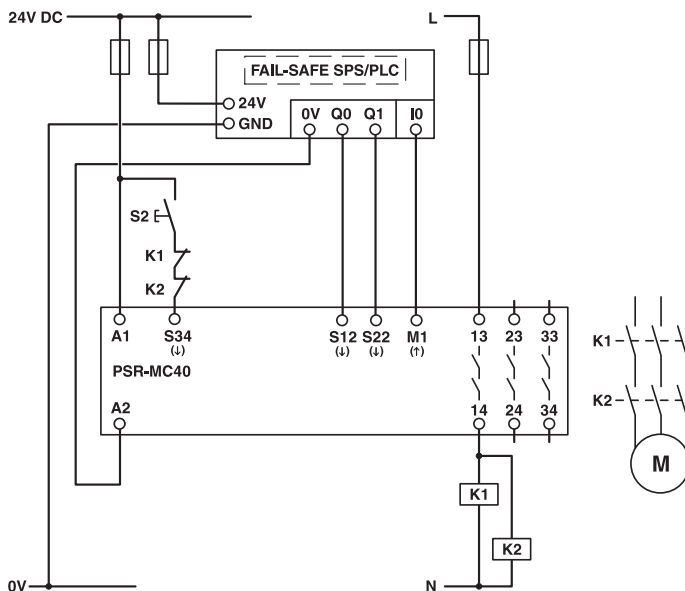 24V DC
L
FAIL-SAFE SPS/PLC
24V
GND
0V Q0 Q1 I0
S2
K1
K2
A1 S34 S12 S22 M1 13 23 33
(↓) (↓) (↓) (↑)
PSR-MC40
A2 14 24 34
K1
K2
M
K1
K2
0V
N